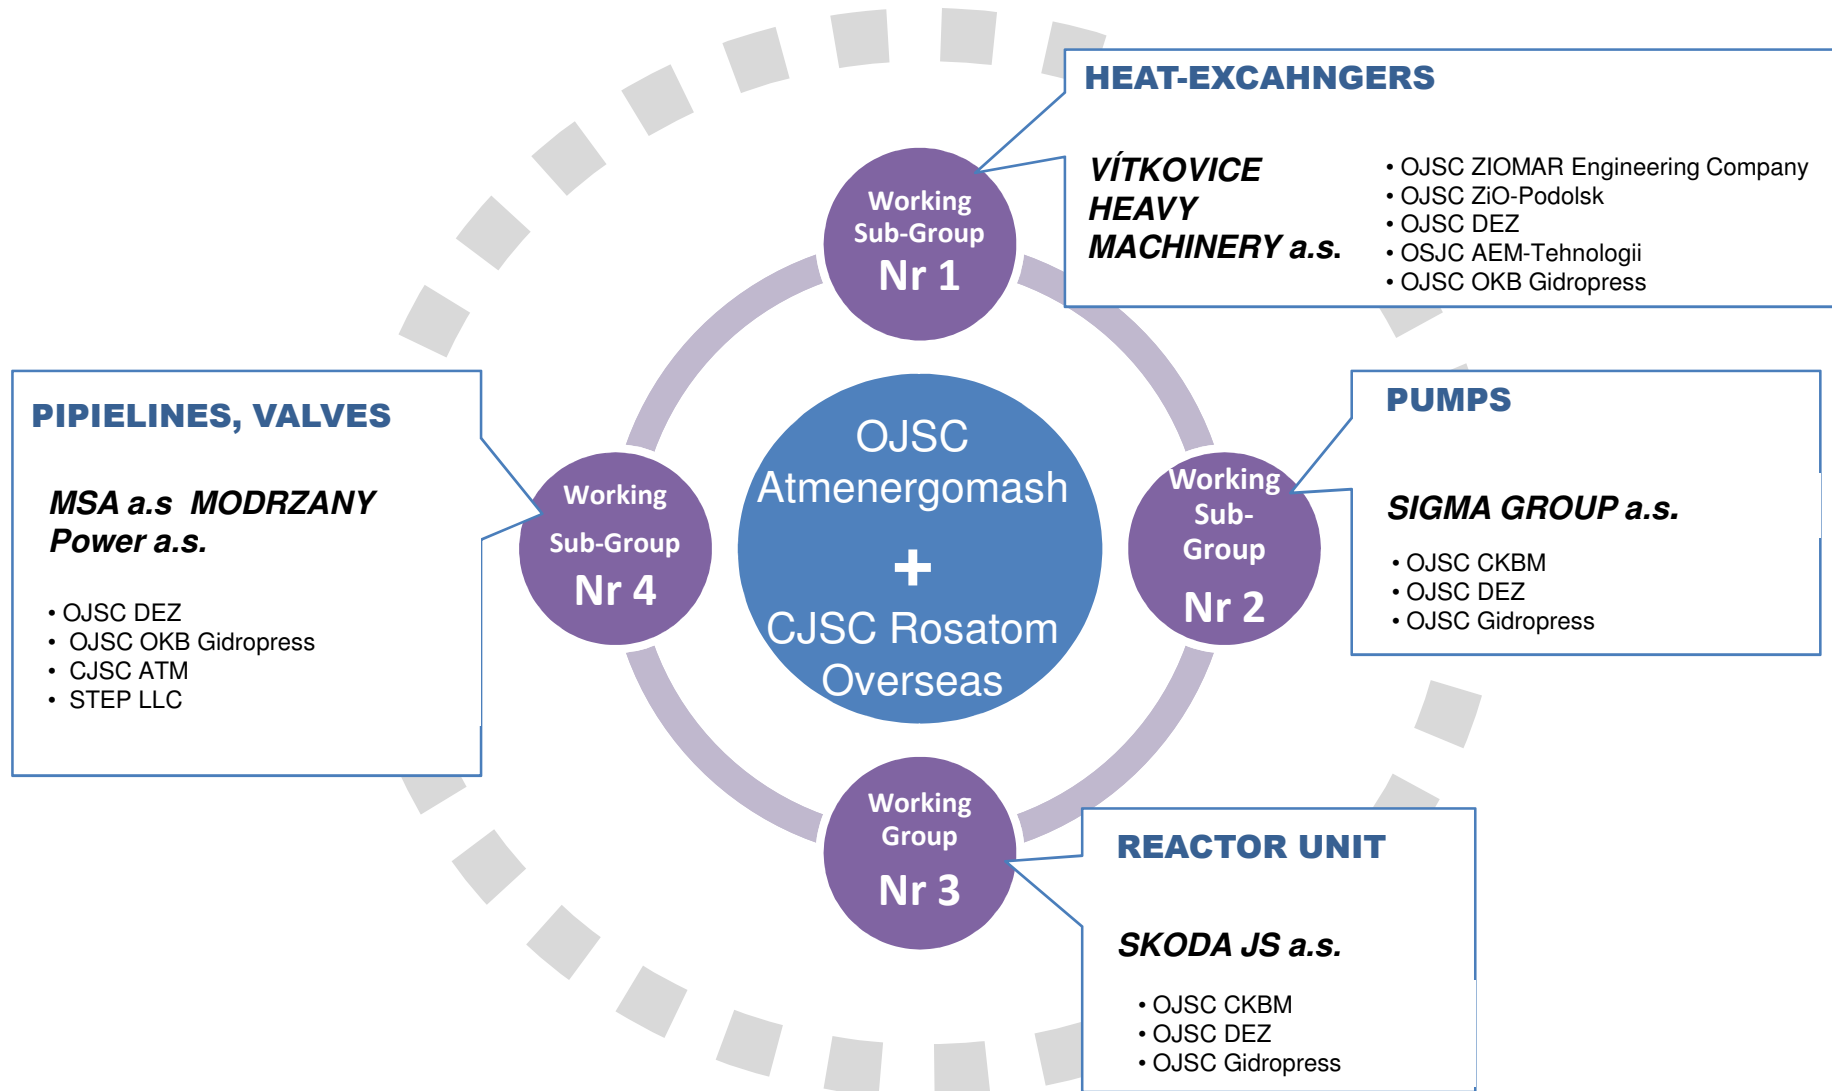 HEAT-EXCAHNGERS
VÍTKOVICE
HEAVY
MACHINERY a.s.
• OJSC ZIOMAR Engineering Company
• OJSC ZiO-Podolsk
• OJSC DEZ
• OSJC AEM-Tehnologii
• OJSC OKB Gidropress
Working
Sub-Group
Nr 1
PIPIELINES, VALVES
MSA a.s MODRZANY
Power a.s.
• OJSC DEZ
• OJSC OKB Gidropress
• CJSC ATM
• STEP LLC
Working
Sub-Group
Nr 4
OJSC
Atmenergomash
+
CJSC Rosatom
Overseas
Working
Sub-
Group
Nr 2
PUMPS
SIGMA GROUP a.s.
• OJSC CKBM
• OJSC DEZ
• OJSC Gidropress
Working
Group
Nr 3
REACTOR UNIT
SKODA JS a.s.
• OJSC CKBM
• OJSC DEZ
• OJSC Gidropress